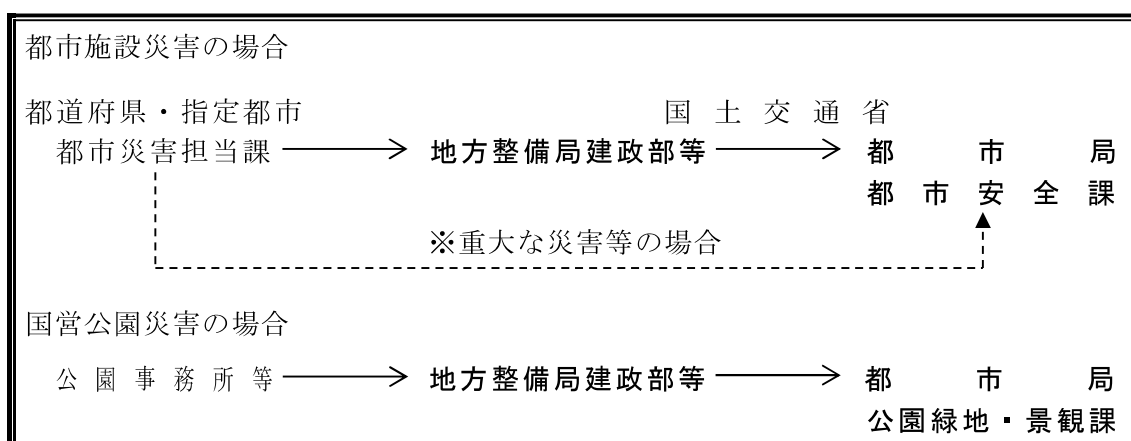 都市施設災害の場合
都道府県・指定都市 国土交通省
都市災害担当課 地方整備局建政部等 都市局
都市安全課
※重大な災害等の場合
国営公園災害の場合
公園事務所等 地方整備局建政部等 都市局
公園緑地・景観課